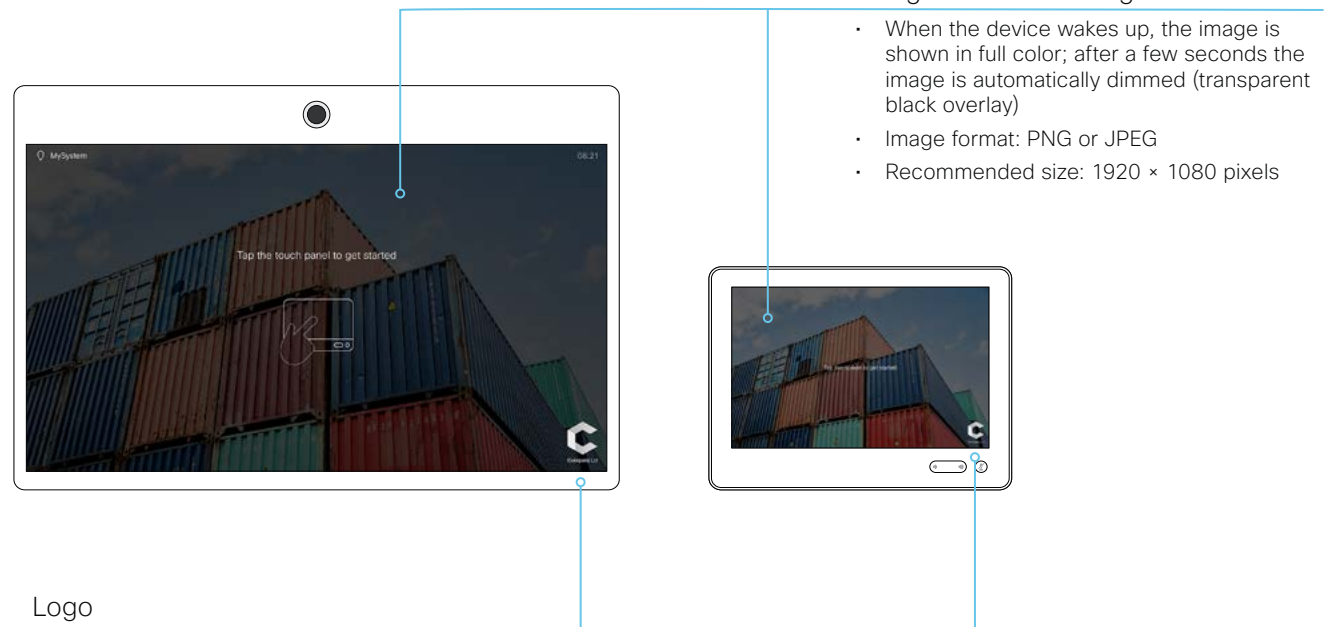 • When the device wakes up, the image is
shown in full color; after a few seconds the
image is automatically dimmed (transparent
black overlay)
• Image format: PNG or JPEG
• Recommended size: 1920 × 1080 pixels
MySystem
08:21
Tap the touch panel to get started
Logo